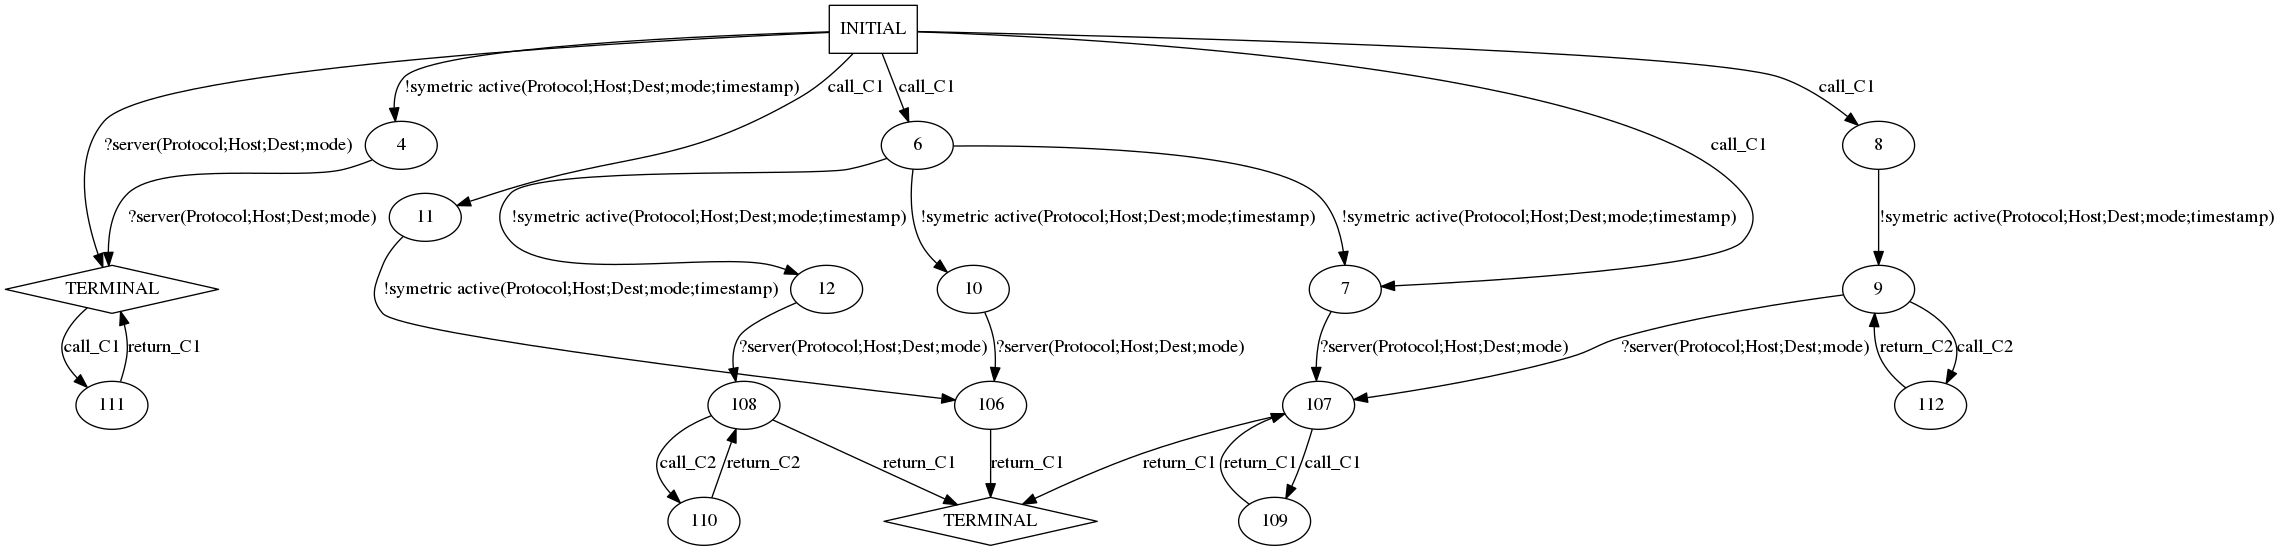 INITIAL
!symetric active(Protocol;Host;Dest;mode;timestamp)
call_C1
call_C1
call_C1
?server(Protocol;Host;Dest;mode)
4
6
call_C1
8
?server(Protocol;Host;Dest;mode)
11
!symetric active(Protocol;Host;Dest;mode;timestamp)
!symetric active(Protocol;Host;Dest;mode;timestamp)
!symetric active(Protocol;Host;Dest;mode;timestamp)
!symetric active(Protocol;Host;Dest;mode;timestamp)
TERMINAL
!symetric active(Protocol;Host;Dest;mode;timestamp)
12
10
7
9
call_C1
return_C1
?server(Protocol;Host;Dest;mode)
?server(Protocol;Host;Dest;mode)
?server(Protocol;Host;Dest;mode)
?server(Protocol;Host;Dest;mode)
return_C2
call_C2
111
108
106
107
112
call_C2
return_C2
return_C1
return_C1
return_C1
return_C1
call_C1
110
TERMINAL
109